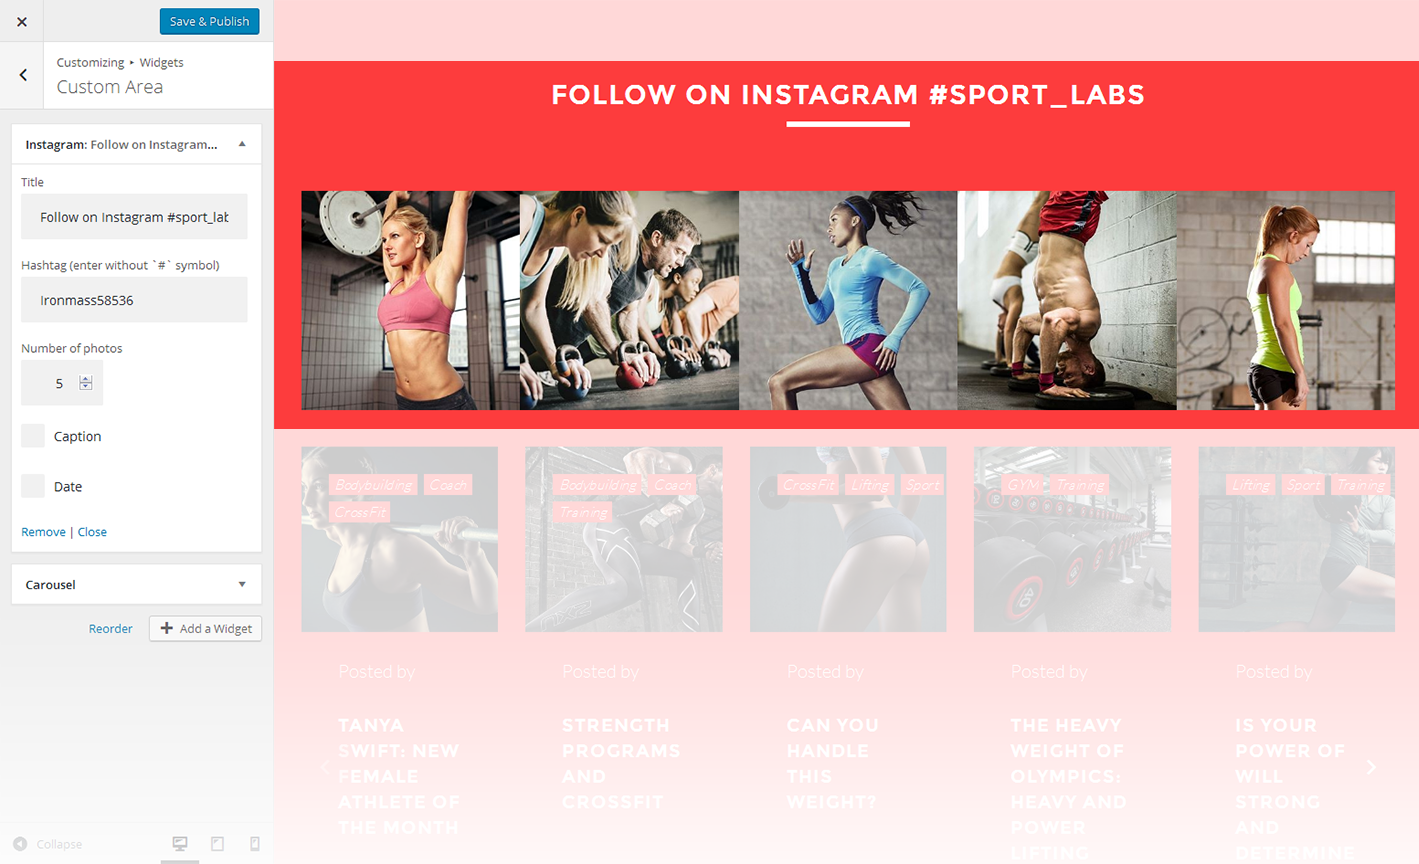 Save & Publish
Customizing ▸ Widgets
Custom Area
Instagram: Follow on Instagram...
Title
Follow on Instagram #sport_lab
Hashtag (enter without `#` symbol)
Ironmass58536
Number of photos
5
Caption
Date
Remove | Close
Carousel
Reorder
Add a Widget
Collapse
FOLLOW ON INSTAGRAM #SPORT_LABS
Bodybuilding Coach
CrossFit
Posted by
TANYA
SWIFT: NEW
FEMALE
ATHLETE OF
THE MONTH
Bodybuilding Coach
Training
Posted by
STRENGTH
PROGRAMS
AND
CROSSFIT
CrossFit Lifting Sport
Posted by
CAN YOU
HANDLE
THIS
WEIGHT?
GYM Training
Posted by
THE HEAVY
WEIGHT OF
OLYMPICS:
HEAVY AND
POWER
LIFTING
Lifting Sport Training
Posted by
IS YOUR
POWER OF
WILL
STRONG
AND
DETERMINE